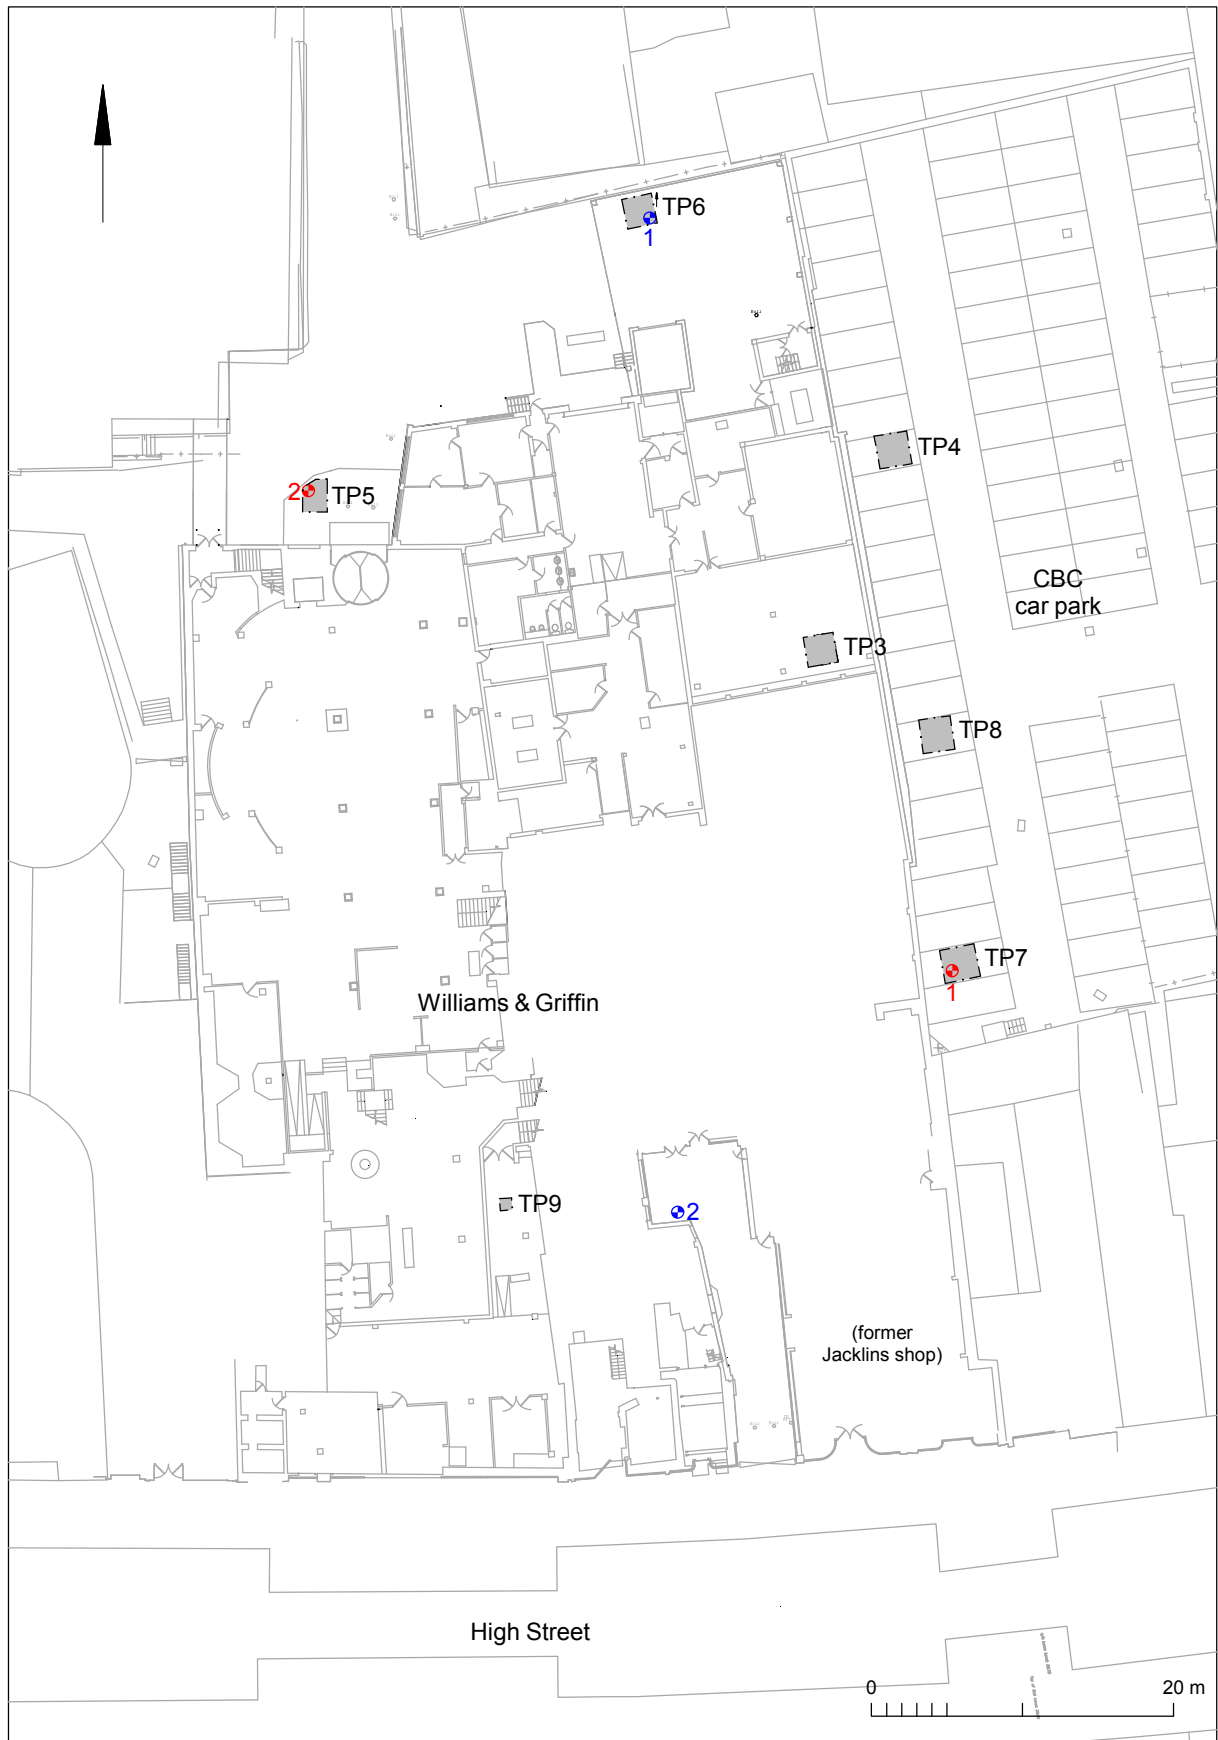 TP6
1
TP4
2
TP5
CBC
car park
TP3
TP8
TP7
1
Williams & Griffin
TP9
2
(former
Jacklins shop)
High Street
0
20 m